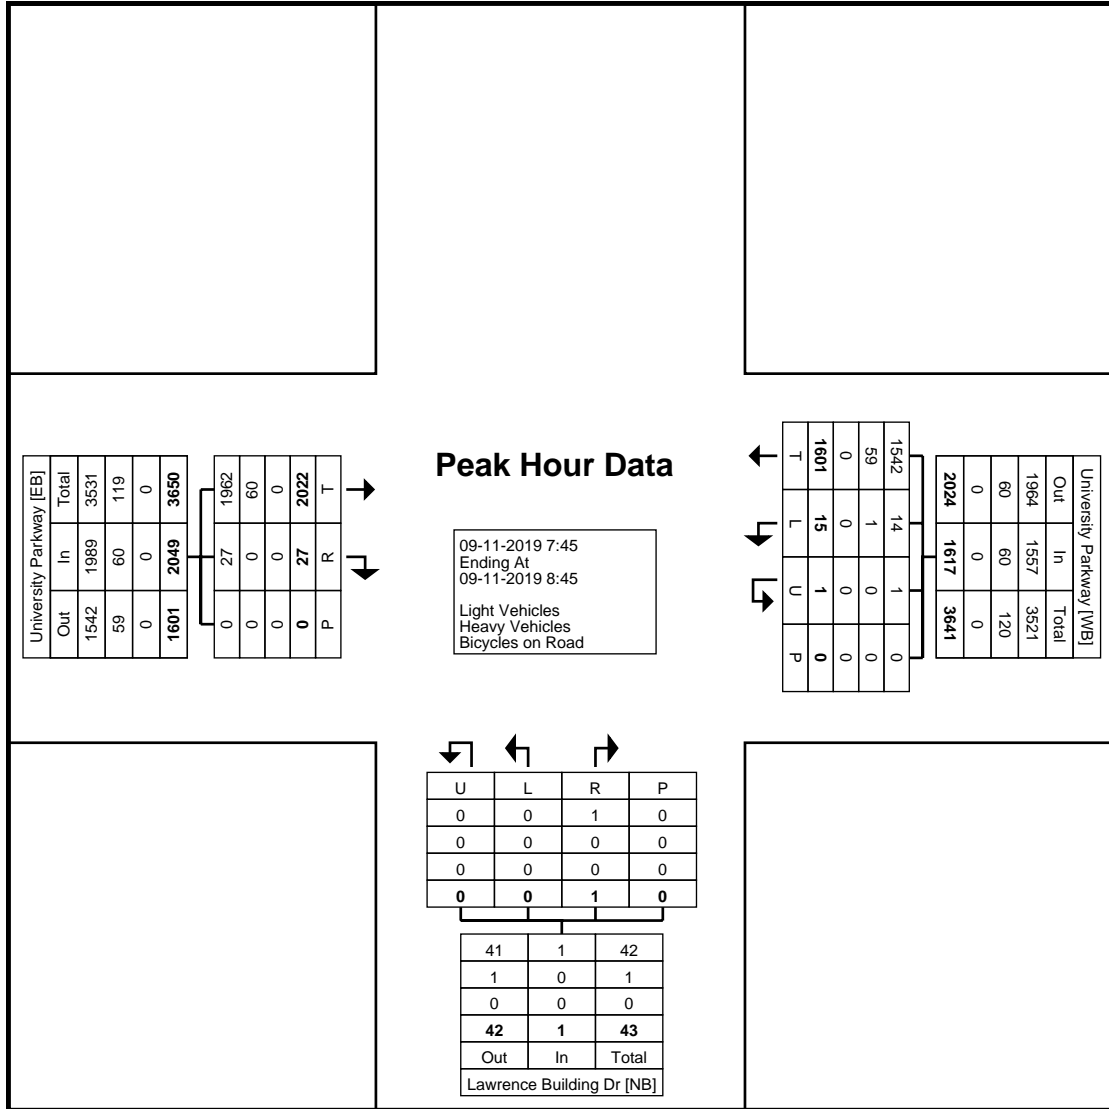 Peak Hour Data
09-11-2019 7:45
Ending At
09-11-2019 8:45
Light Vehicles
Heavy Vehicles
Bicycles on Road
University Parkway [EB]
Total In Out
3531 1989 1542
119 60 59
0 0 0
3650 2049 1601
1962 27 0
60 0 0
0 0 0
2022 27 0
T R P
University Parkway [WB]
Out In Total
1964 1557 3521
60 60 120
0 0 0
2024 1617 3641
1542 14 1 0
59 1 0 0
0 0 0 0
1601 15 1 0
T L U P
U L R P
0 0 1 0
0 0 0 0
0 0 0 0
0 0 1 0
41 1 42
1 0 1
0 0 0
42 1 43
Out In Total
Lawrence Building Dr [NB]